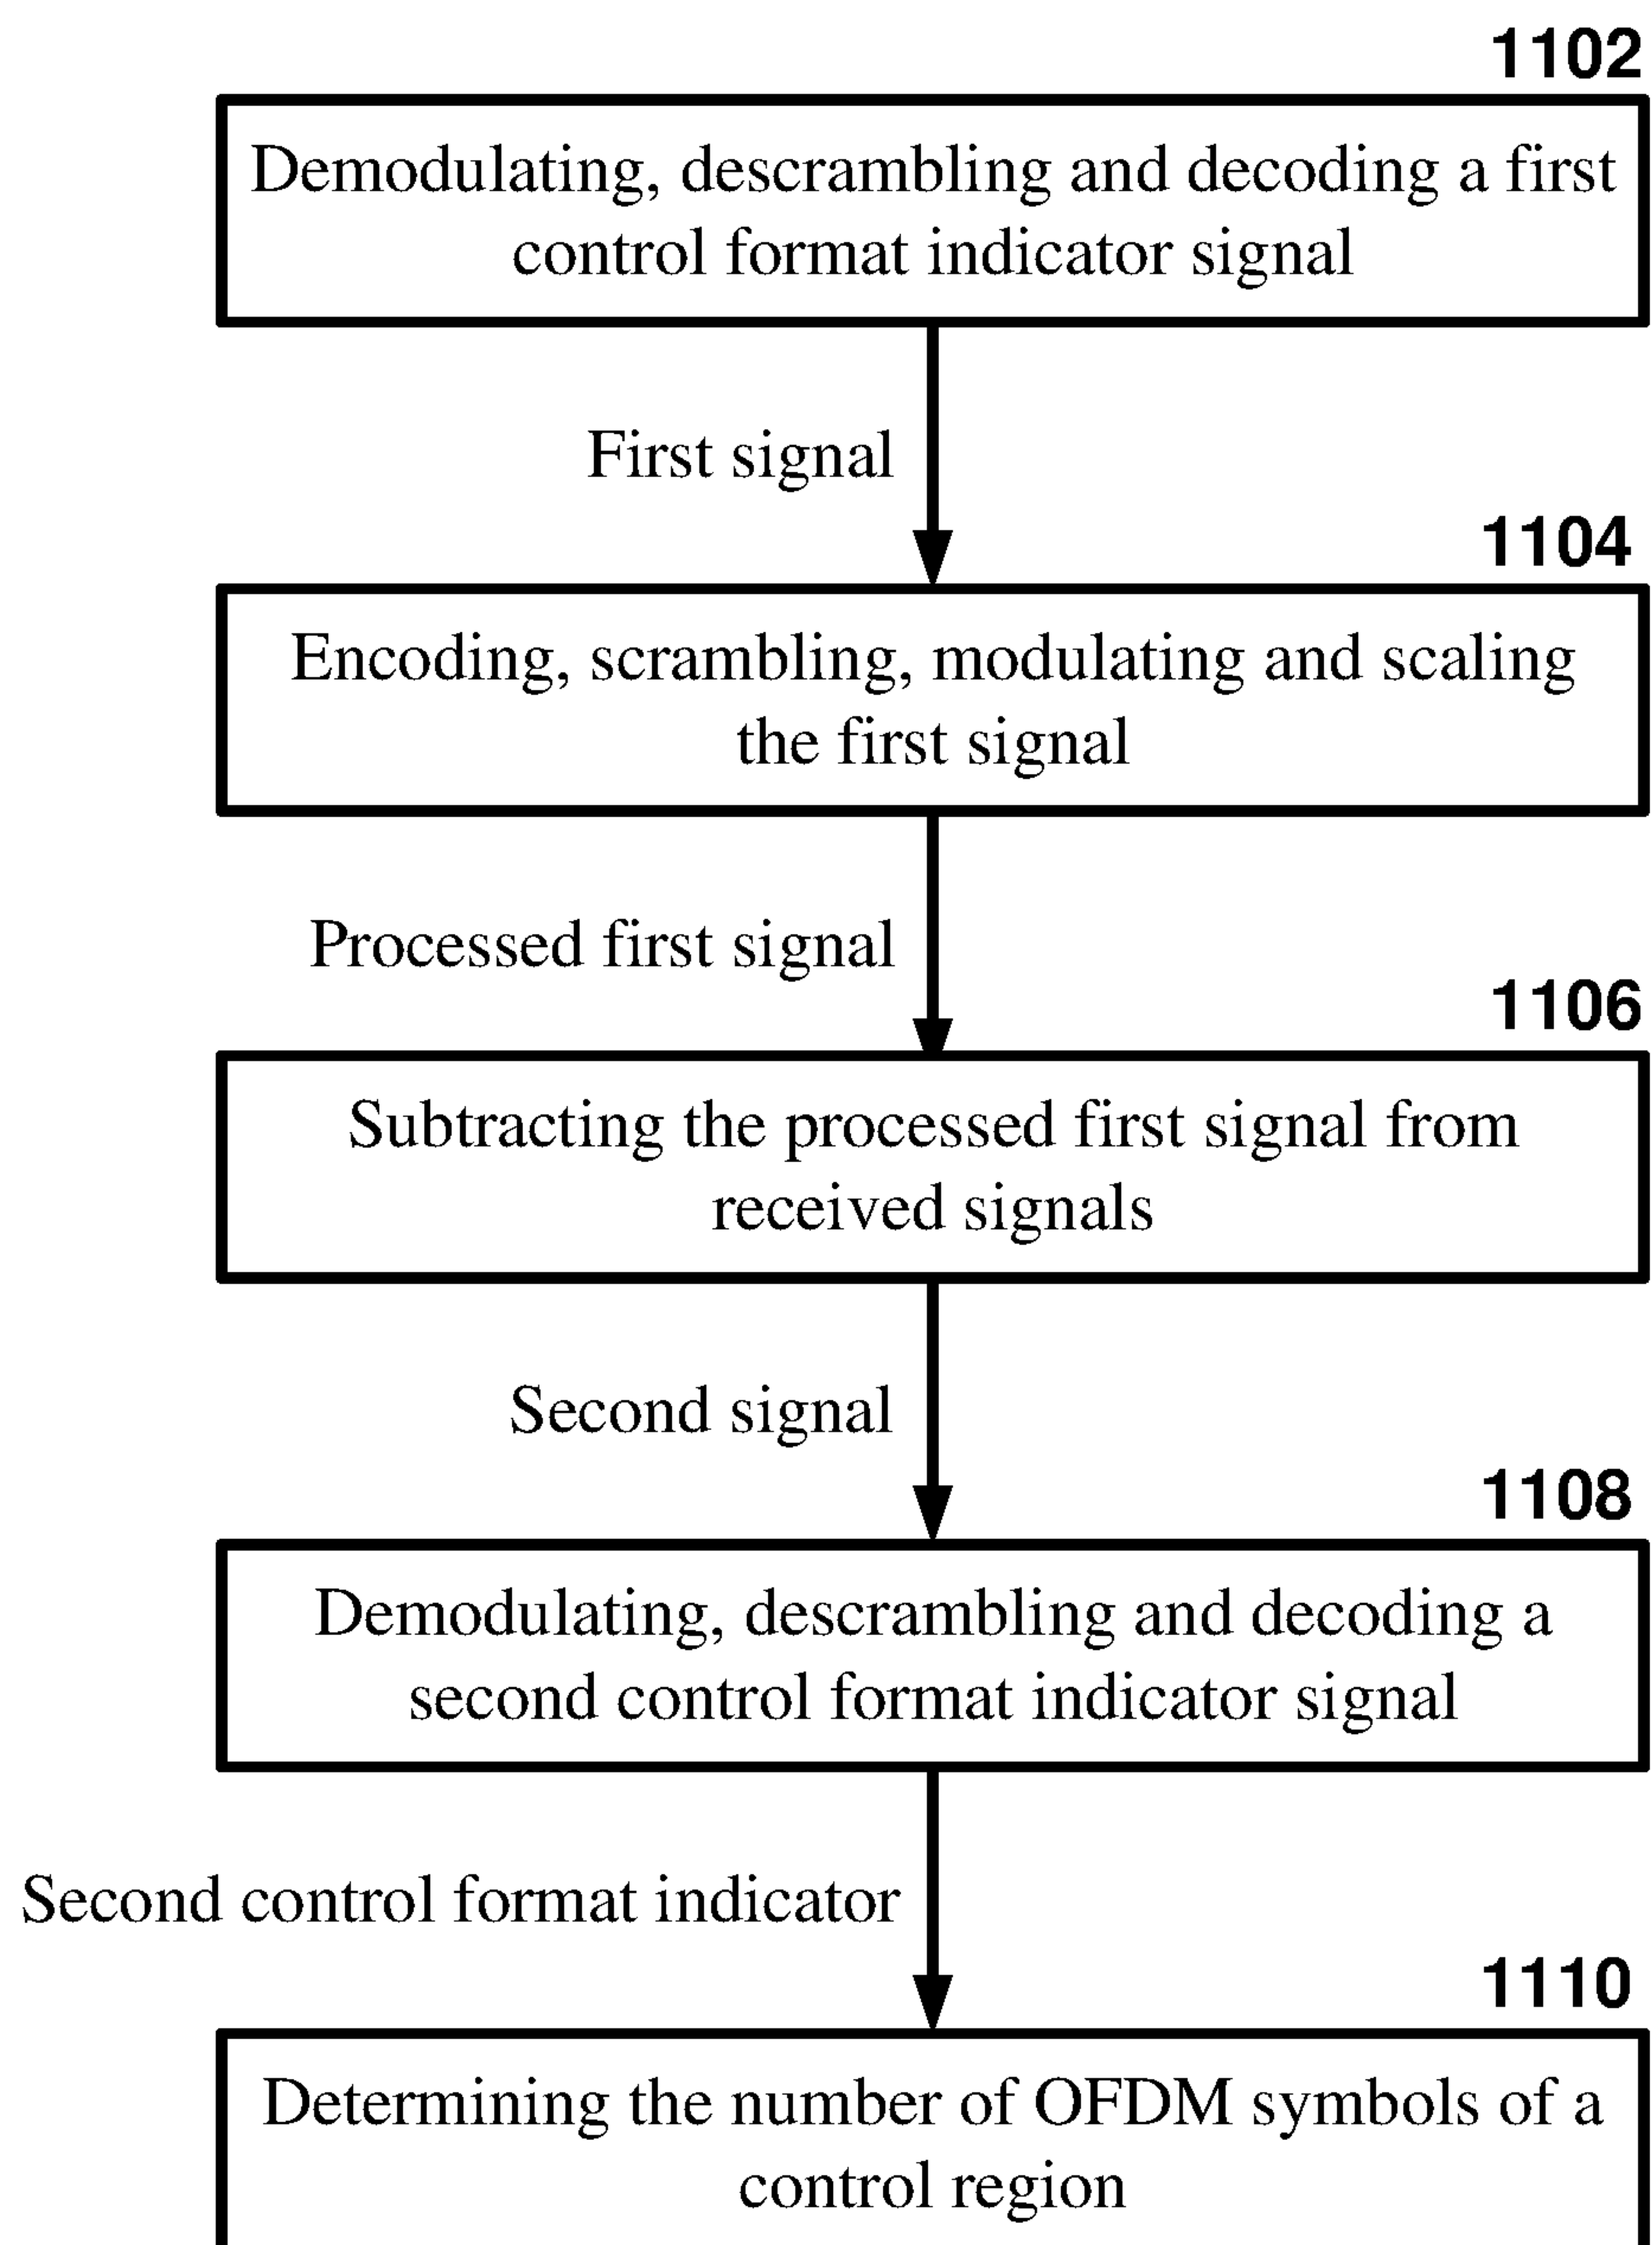 1102
Demodulating, descrambling and decoding a first
control format indicator signal
First signal
1104
Encoding, scrambling, modulating and scaling
the first signal
Processed first signal
1106
Subtracting the processed first signal from
received signals
Second signal
1108
Demodulating, descrambling and decoding a
second control format indicator signal
Second control format indicator
1110
Determining the number of OFDM symbols of a
control region